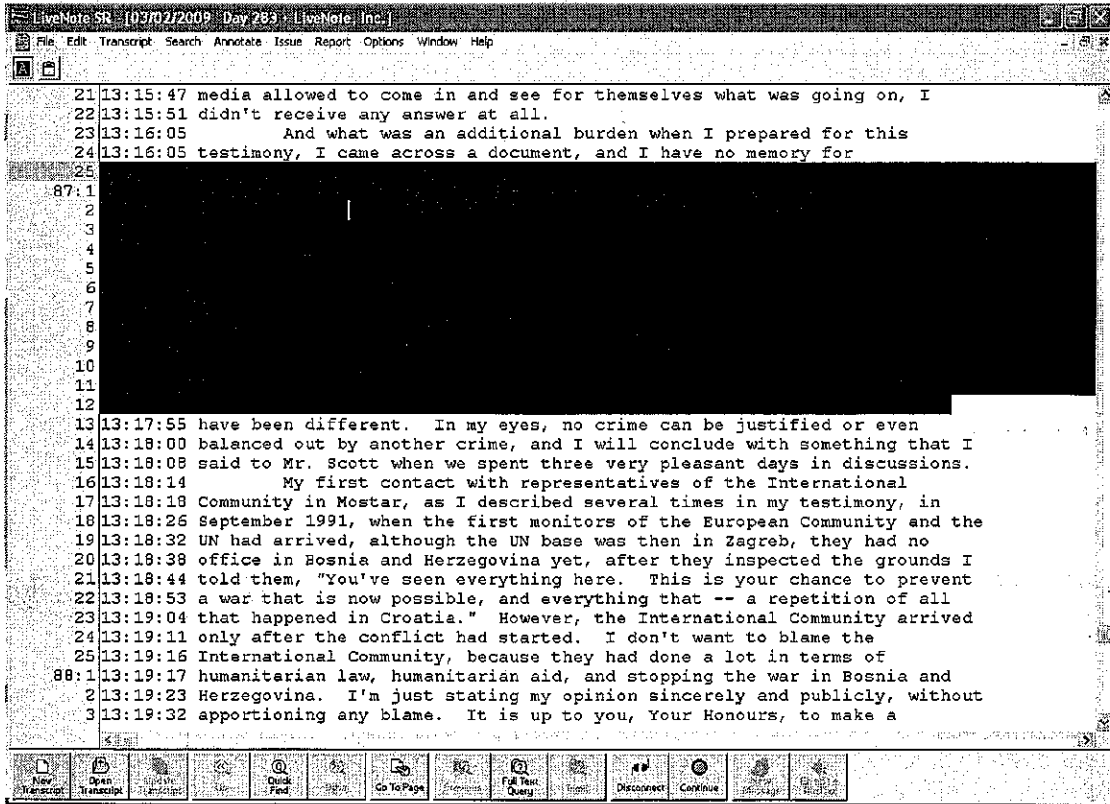 LiveNote SR - [03/02/2009 Day 283 - LiveNote, Inc.]
File Edit Transcript Search Annotate Issue Report Options Window Help
21 13:15:47 media allowed to come in and see for themselves what was going on, I
22 13:15:51 didn't receive any answer at all.
23 13:16:05 And what was an additional burden when I prepared for this
24 13:16:05 testimony, I came across a document, and I have no memory for
25
87:1
2
3
4
5
6
7
8
9
10
11
12
13 13:17:55 have been different. In my eyes, no crime can be justified or even
14 13:18:00 balanced out by another crime, and I will conclude with something that I
15 13:18:08 said to Mr. Scott when we spent three very pleasant days in discussions.
16 13:18:14 My first contact with representatives of the International
17 13:18:18 Community in Mostar, as I described several times in my testimony, in
18 13:18:26 September 1991, when the first monitors of the European Community and the
19 13:18:32 UN had arrived, although the UN base was then in Zagreb, they had no
20 13:18:38 office in Bosnia and Herzegovina yet, after they inspected the grounds I
21 13:18:44 told them, "You've seen everything here. This is your chance to prevent
22 13:18:53 a war that is now possible, and everything that -- a repetition of all
23 13:19:04 that happened in Croatia." However, the International Community arrived
24 13:19:11 only after the conflict had started. I don't want to blame the
25 13:19:16 International Community, because they had done a lot in terms of
88:1 13:19:17 humanitarian law, humanitarian aid, and stopping the war in Bosnia and
2 13:19:23 Herzegovina. I'm just stating my opinion sincerely and publicly, without
3 13:19:32 apportioning any blame. It is up to you, Your Honours, to make a
New Transcript Open Transcript Quick Find Go To Page Full Text Query Disconnect Continue